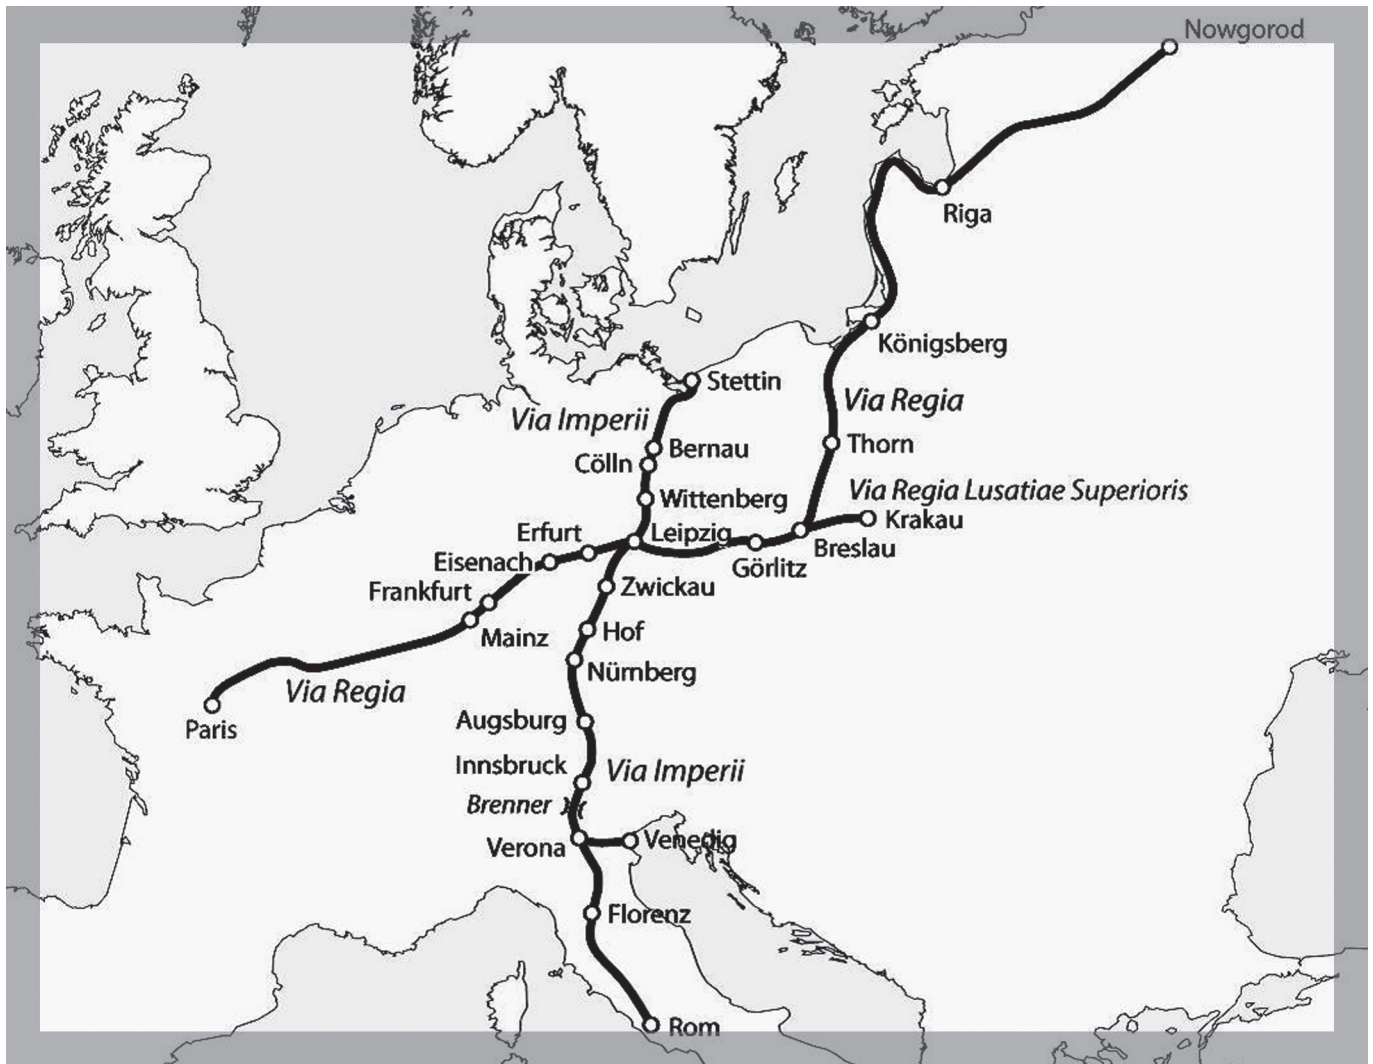 Nowgorod
Riga
Königsberg
Stettin
Via Imperii
Via Regia
Bernau
Thorn
Cölln
Wittenberg
Via Regia Lusatiae Superioris
Krakau
Erfurt
Leipzig
Breslau
Eisenach
Görlitz
Frankfurt
Zwickau
Mainz
Hof
Nürnberg
Via Regia
Paris
Augsburg
Innsbruck
Via Imperii
Brenner
Verona
Venedig
Florenz
Rom